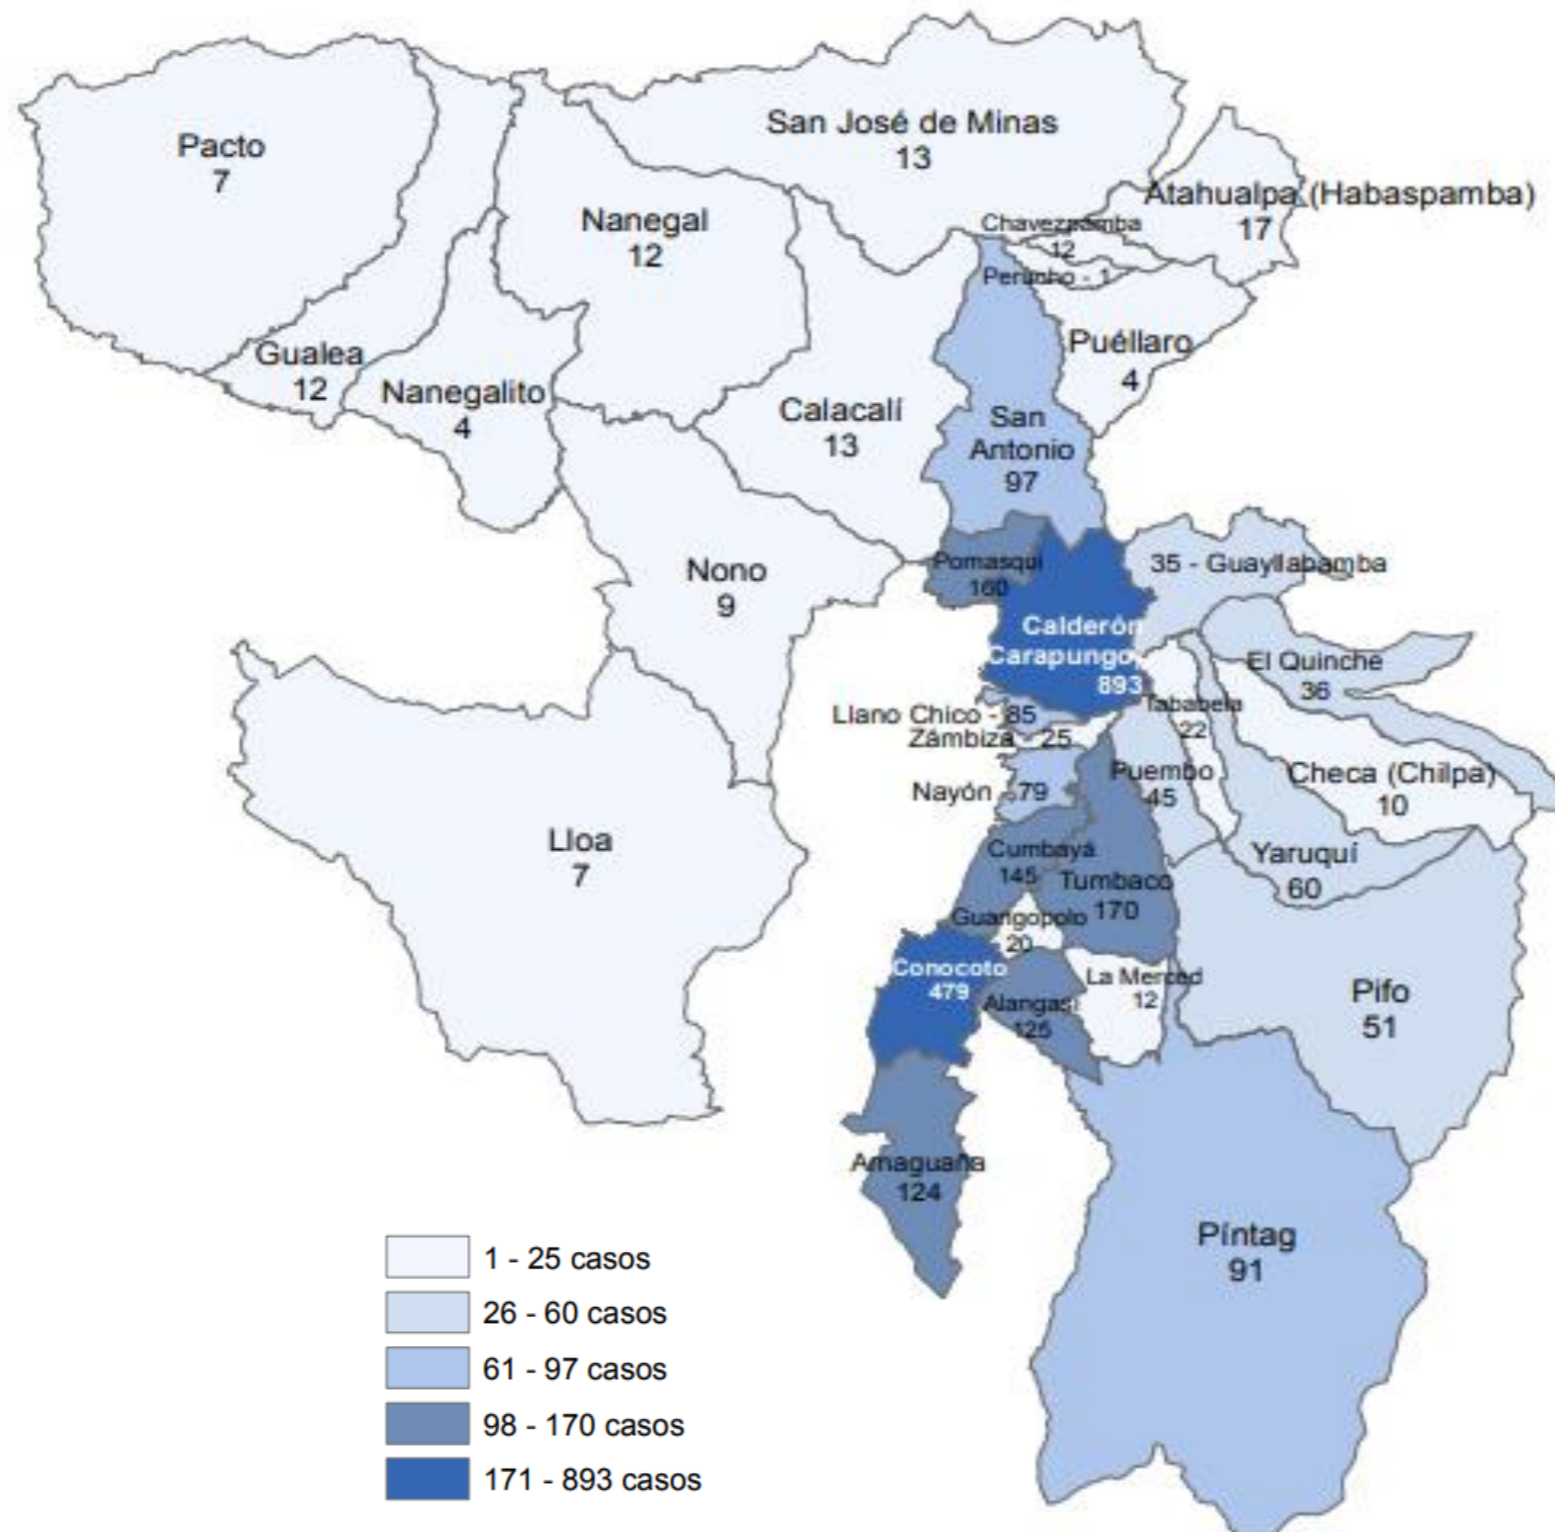 Pacto
7
San José de Minas
13
Atahualpa (Habaspamba)
17
Nanegal
12
Chavezpamba
12
Perucho - 1
Puéllaro
4
Gualea
12
Nanegalito
4
Calacalí
13
San
Antonio
97
Nono
9
Pomasqui
160
35 - Guayllabamba
Calderón
Carapungo,
893
El Quinche
36
Tababela
22
Llano Chico - 85
Zámbiza - 25
Puembo
45
Checa (Chilpa)
10
Nayón - 79
Lloa
7
Cumbayá
145
Tumbaco
170
Yaruquí
60
Guangopolo
20
Conocoto
479
La Merced
12
Alangasí
125
Pifo
51
Amaguaña
124
Píntag
91
1 - 25 casos
26 - 60 casos
61 - 97 casos
98 - 170 casos
171 - 893 casos